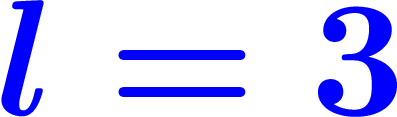 l = 3